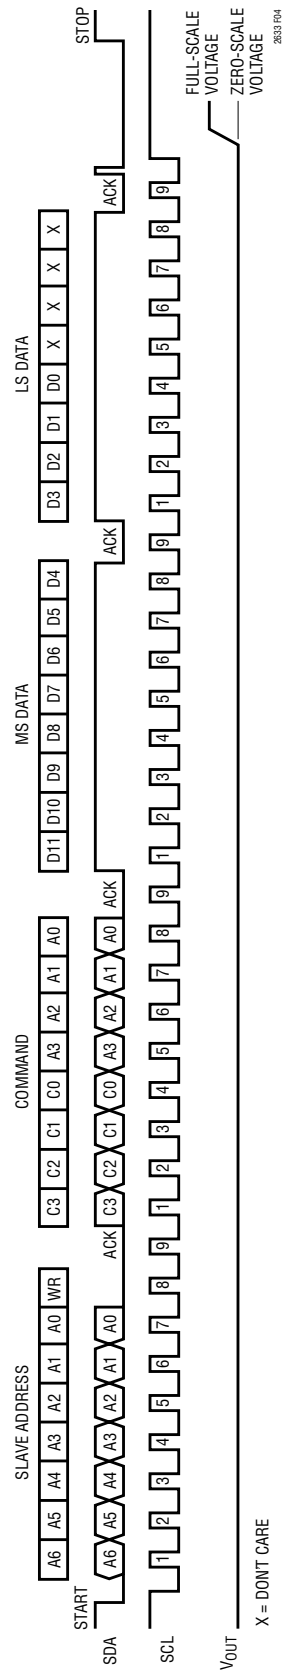 SLAVE ADDRESS COMMAND MS DATA LS DATA
A6 A5 A4 A3 A2 A1 A0 WR C3 C2 C1 C0 A3 A2 A1 A0 D11 D10 D9 D8 D7 D6 D5 D4 D3 D2 D1 D0 X X X X
START STOP
SDA A6 A5 A4 A3 A2 A1 A0 ACK C3 C2 C1 C0 A3 A2 A1 A0 ACK ACK ACK
SCL 1 2 3 4 5 6 7 8 9 1 2 3 4 5 6 7 8 9 1 2 3 4 5 6 7 8 9 1 2 3 4 5 6 7 8 9
FULL-SCALE
VOLTAGE
VOUT
ZERO-SCALE
VOLTAGE
X = DON'T CARE
2633 F04